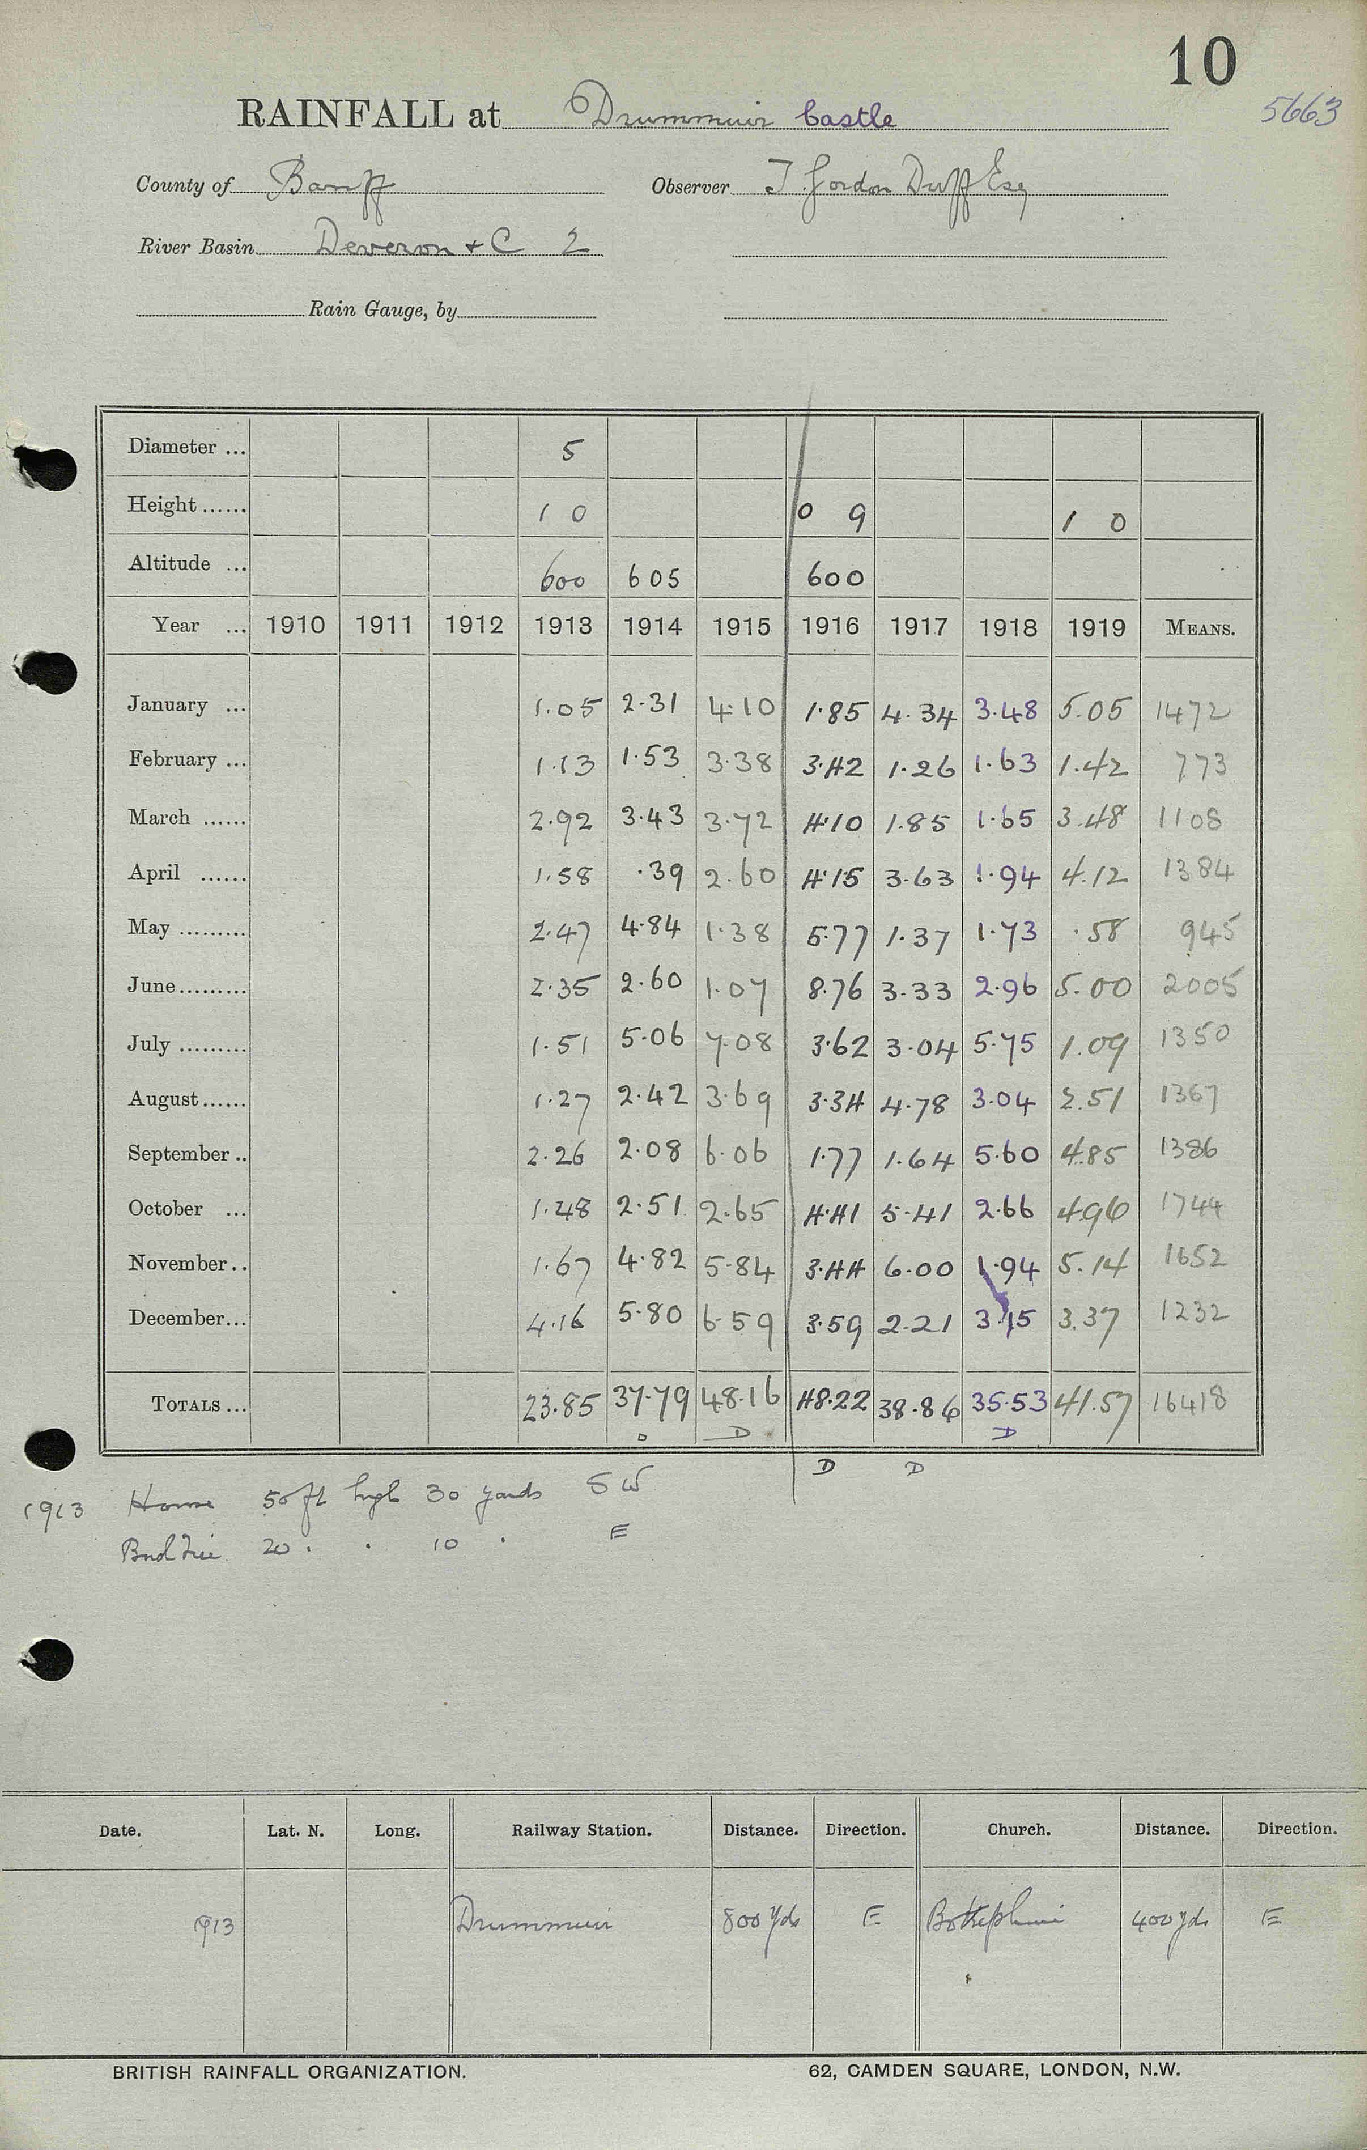 10
RAINFALL at Drummuir Castle 5663
County of Banff Observer T. Gordon Duff Esq
River Basin Deveron & C 2
Rain Gauge, by
Diameter ... 5
Height ...... 1 0 0 9 1 0
Altitude ... 600 605 600
Year ... 1910 1911 1912 1913 1914 1915 1916 1917 1918 1919 MEANS.
January ... 1.05 2.31 4.10 1.85 4.34 3.48 5.05 1472
February ... 1.13 1.53 3.38 3.42 1.26 1.63 1.42 773
March ...... 2.92 3.43 3.72 4.10 1.85 1.65 3.48 1108
April ...... 1.58 .39 2.60 4.15 3.63 1.94 4.12 1384
May ......... 2.47 4.84 1.38 5.77 1.37 1.73 .58 945
June......... 2.35 2.60 1.07 8.76 3.33 2.96 5.00 2005
July ......... 1.51 5.06 7.08 3.62 3.04 5.75 1.09 1350
August...... 1.27 2.42 3.69 3.34 4.78 3.04 2.51 1367
September .. 2.26 2.08 6.06 1.77 1.64 5.60 4.85 1386
October ... 1.48 2.51 2.65 4.41 5.41 2.66 4.96 1744
November.. 1.67 4.82 5.84 3.44 6.00 1.94 5.14 1652
December... 4.16 5.80 6.59 3.59 2.21 3.15 3.37 1232
TOTALS ... 23.85 37.79 48.16 48.22 38.86 35.53 41.57 16418
D D D
D D
1913 House 50 ft high 30 yards SW
20 . . 10 . E
Date. Lat. N. Long. Railway Station. Distance. Direction. Church. Distance. Direction.
1913 Drummuir 800 yds E Botriphnie 400 yds E
BRITISH RAINFALL ORGANIZATION. 62, CAMDEN SQUARE, LONDON, N.W.